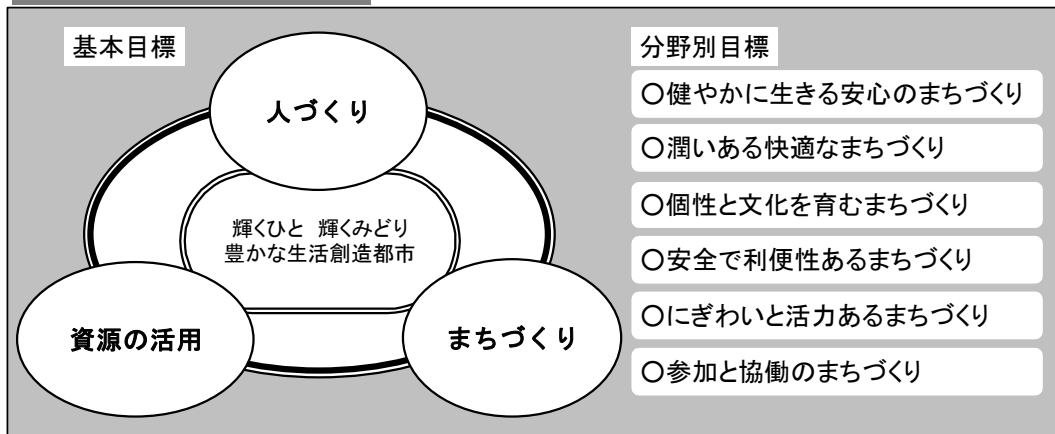 基本目標
人づくり
輝くひと 輝くみどり
豊かな生活創造都市
資源の活用
まちづくり
分野別目標
○健やかに生きる安心のまちづくり
○潤いある快適なまちづくり
○個性と文化を育むまちづくり
○安全で利便性あるまちづくり
○にぎわいと活力あるまちづくり
○参加と協働のまちづくり